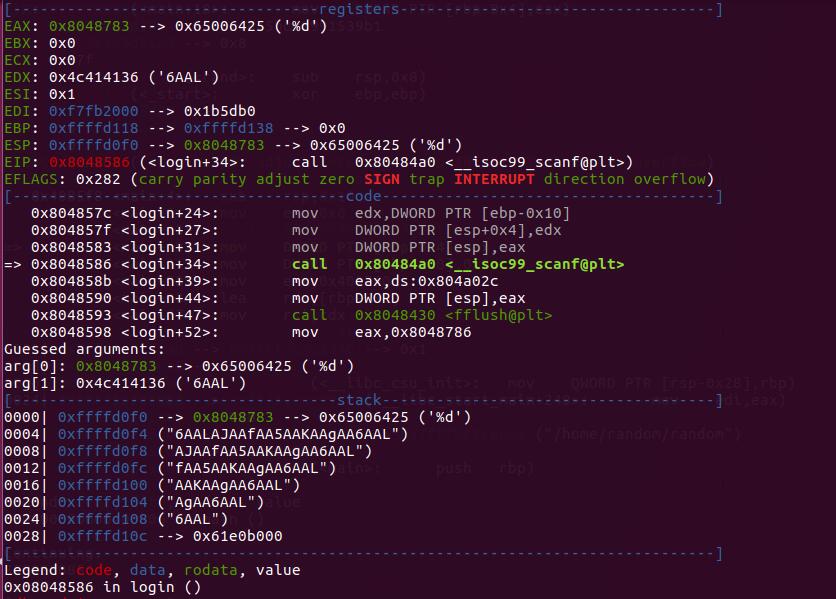 [----------------------------------registers-----------------------------------]
EAX: 0x8048783 --> 0x65006425 ('%d')
EBX: 0x0
ECX: 0x0
EDX: 0x4c414136 ('6AAL')
ESI: 0x1
EDI: 0xf7fb2000 --> 0x1b5db0
EBP: 0xffffd118 --> 0xffffd138 --> 0x0
ESP: 0xffffd0f0 --> 0x8048783 --> 0x65006425 ('%d')
EIP: 0x8048586 (<login+34>: call 0x80484a0 <__isoc99_scanf@plt>)
EFLAGS: 0x282 (carry parity adjust zero SIGN trap INTERRUPT direction overflow)
[-------------------------------------code-------------------------------------]
0x804857c <login+24>: mov edx,DWORD PTR [ebp-0x10]
0x804857f <login+27>: mov DWORD PTR [esp+0x4],edx
0x8048583 <login+31>: mov DWORD PTR [esp],eax
=> 0x8048586 <login+34>: call 0x80484a0 <__isoc99_scanf@plt>
0x804858b <login+39>: mov eax,ds:0x804a02c
0x8048590 <login+44>: mov DWORD PTR [esp],eax
0x8048593 <login+47>: call 0x8048430 <fflush@plt>
0x8048598 <login+52>: mov eax,0x8048786
Guessed arguments:
arg[0]: 0x8048783 --> 0x65006425 ('%d')
arg[1]: 0x4c414136 ('6AAL')
[------------------------------------stack-------------------------------------]
0000| 0xffffd0f0 --> 0x8048783 --> 0x65006425 ('%d')
0004| 0xffffd0f4 ("6AALAJAAfAA5AAKAAgAA6AAL")
0008| 0xffffd0f8 ("AJAAfAA5AAKAAgAA6AAL")
0012| 0xffffd0fc ("fAA5AAKAAgAA6AAL")
0016| 0xffffd100 ("AAKAAgAA6AAL")
0020| 0xffffd104 ("AgAA6AAL")
0024| 0xffffd108 ("6AAL")
0028| 0xffffd10c --> 0x61e0b000
[------------------------------------------------------------------------------]
Legend: code, data, rodata, value
0x08048586 in login ()